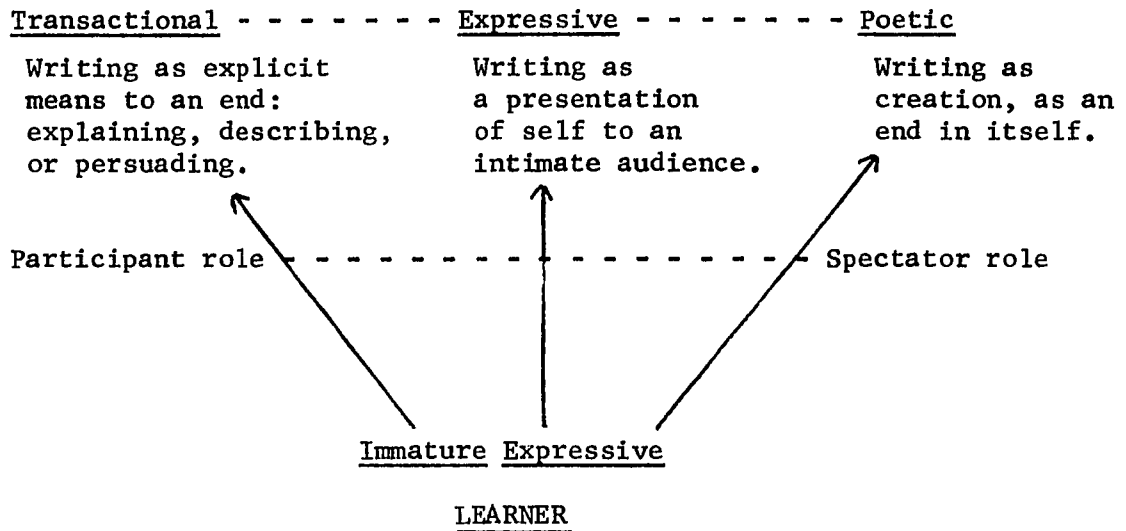 Transactional - - - - - - - Expressive - - - - - - - Poetic
Writing as explicit means to an end: explaining, describing, or persuading.
Writing as a presentation of self to an intimate audience.
Writing as creation, as an end in itself.
Participant role - - - - - - - - - - - - - - - - - Spectator role
Immature Expressive
LEARNER